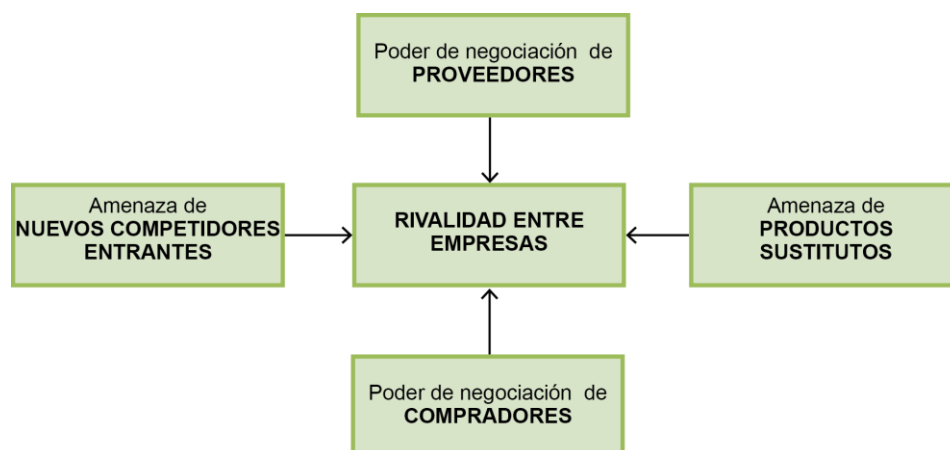 Poder de negociación de
PROVEEDORES
Amenaza de
NUEVOS COMPETIDORES
ENTRANTES
RIVALIDAD ENTRE
EMPRESAS
Amenaza de
PRODUCTOS
SUSTITUTOS
Poder de negociación de
COMPRADORES